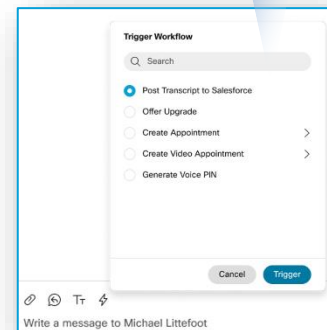 Trigger Workflow
Search
Post Transcript to Salesforce
Offer Upgrade
Create Appointment
Create Video Appointment
Generate Voice PIN
Cancel Trigger
Tт
Write a message to Michael Littefoot